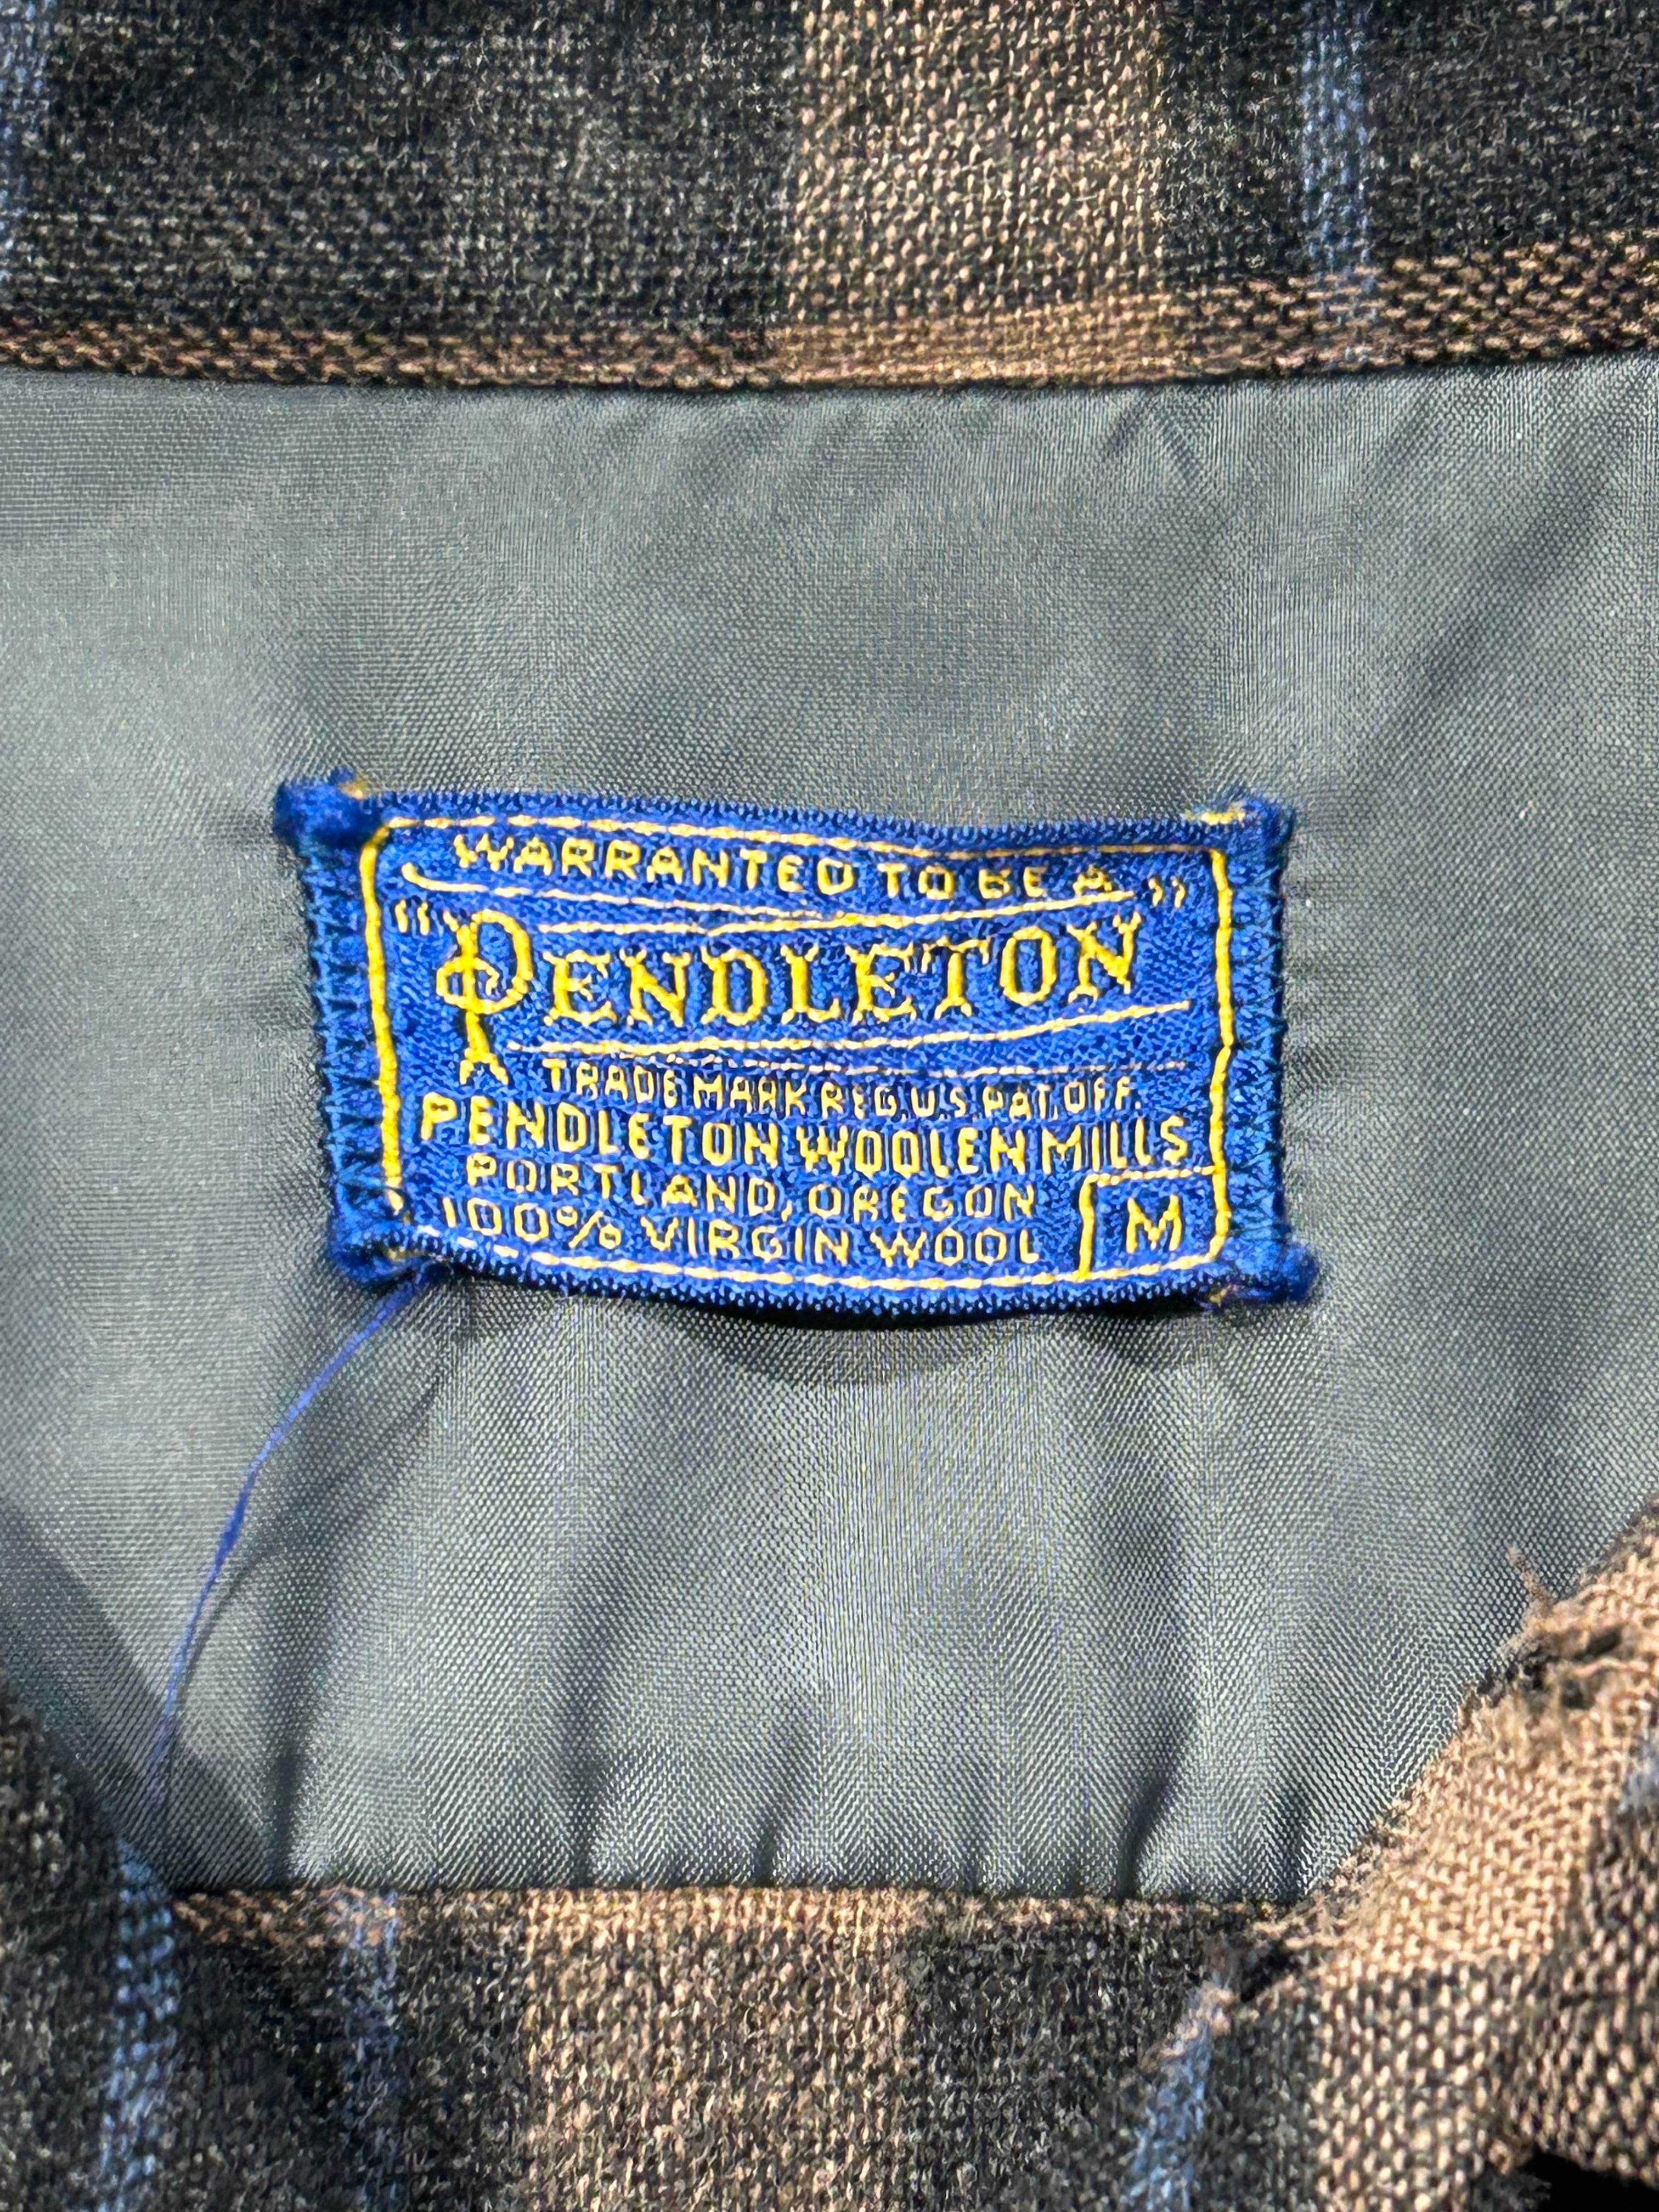 WARRANTED TO BE A
"PENDLETON"
TRADE MARK REG. U.S. PAT. OFF.
PENDLETON WOOLEN MILLS
PORTLAND, OREGON
100% VIRGIN WOOL M